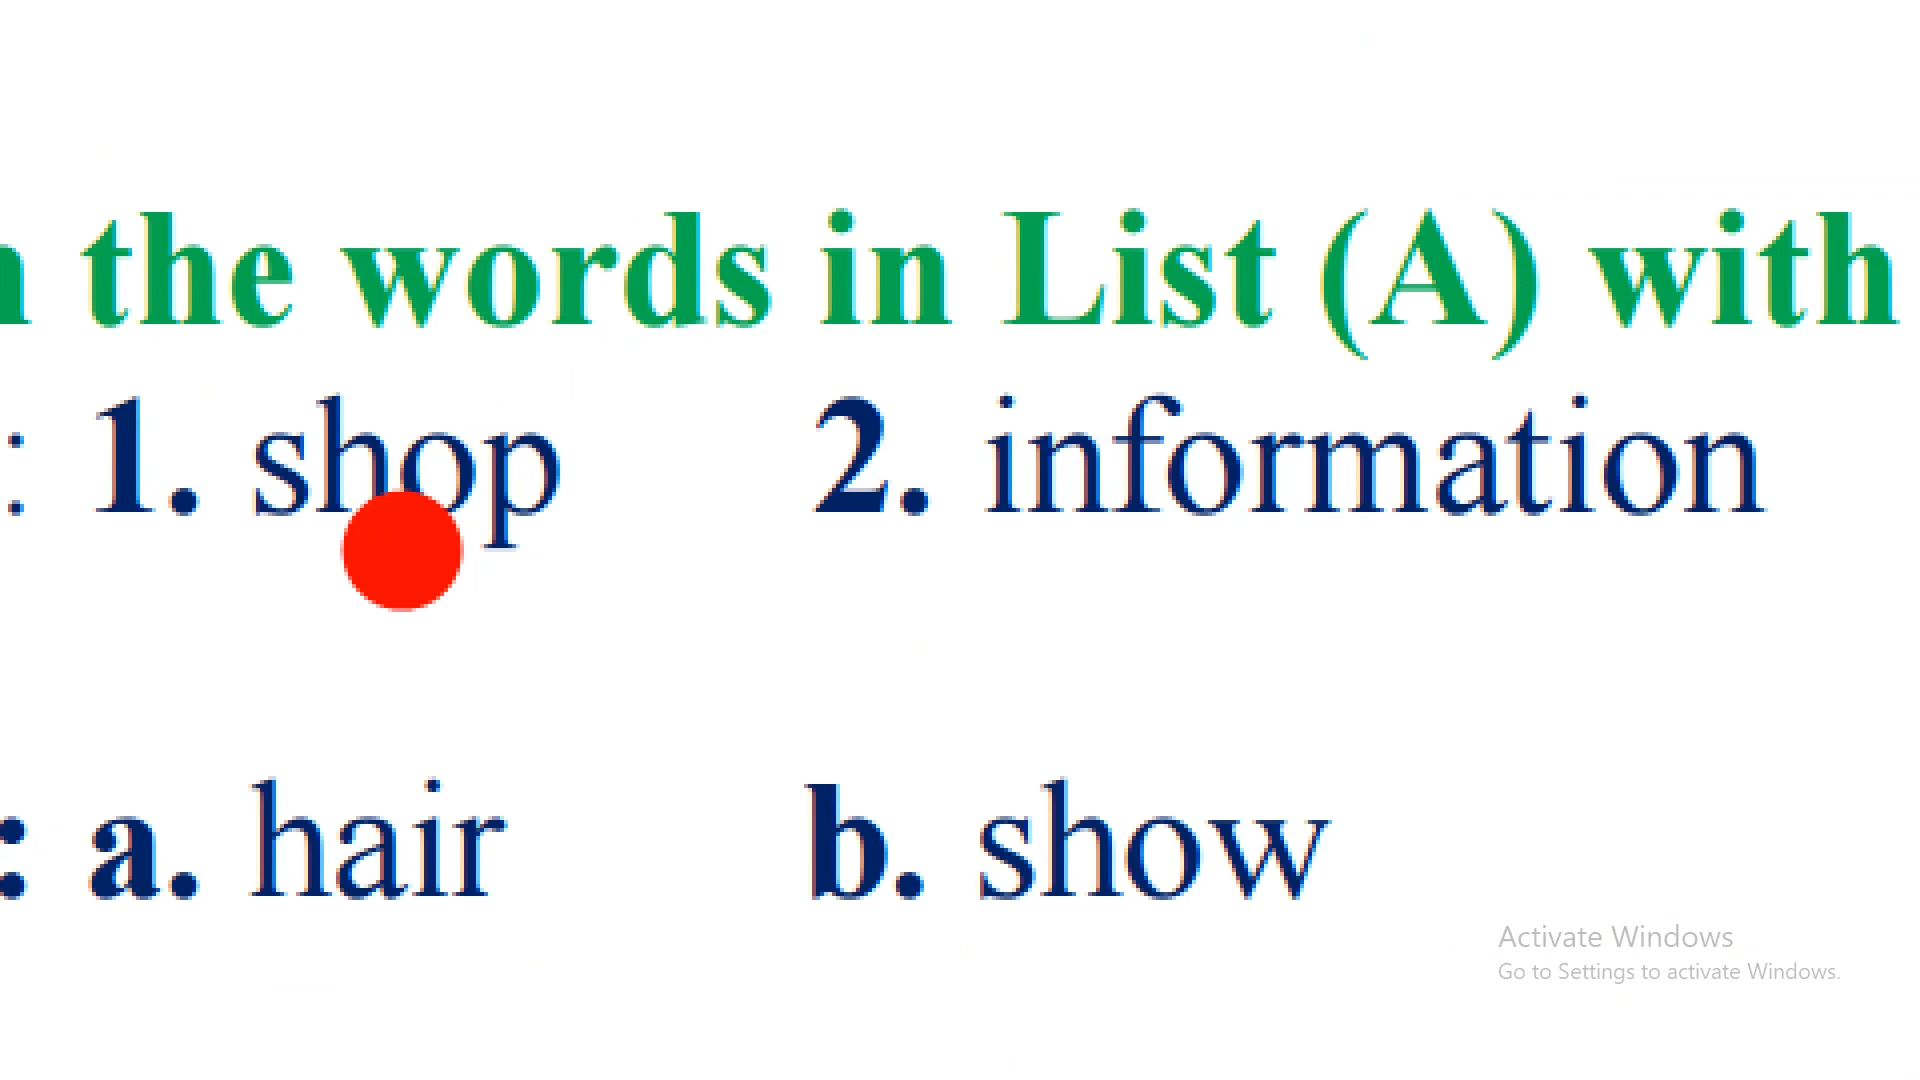 the words in List (A) with
: 1. shop 2. information
: a. hair b. show
Activate Windows
Go to Settings to activate Windows.